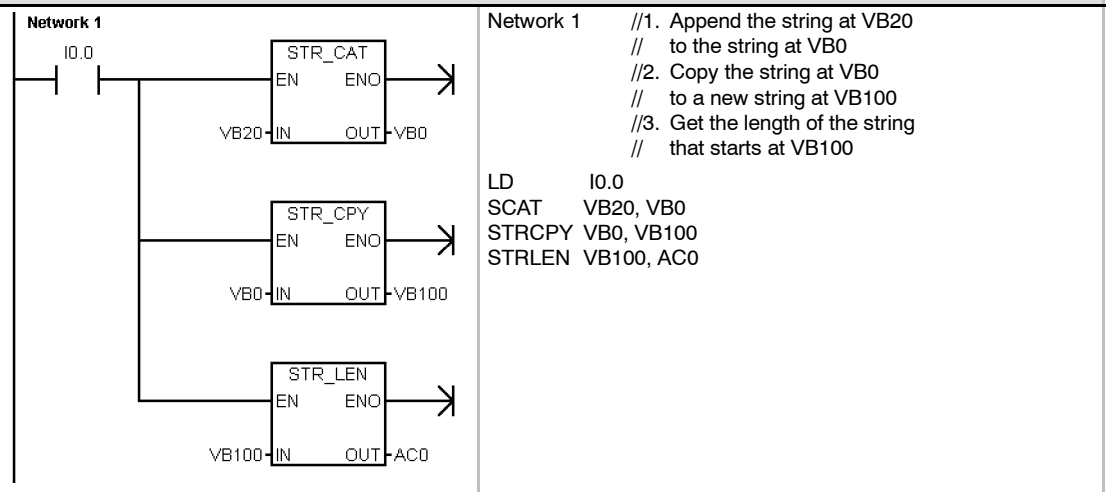 Network 1
I0.0
STR_CAT
EN ENO
VB20 IN OUT VB0
STR_CPY
EN ENO
VB0 IN OUT VB100
STR_LEN
EN ENO
VB100 IN OUT AC0
Network 1 //1. Append the string at VB20
// to the string at VB0
//2. Copy the string at VB0
// to a new string at VB100
//3. Get the length of the string
// that starts at VB100
LD I0.0
SCAT VB20, VB0
STRCPY VB0, VB100
STRLEN VB100, AC0